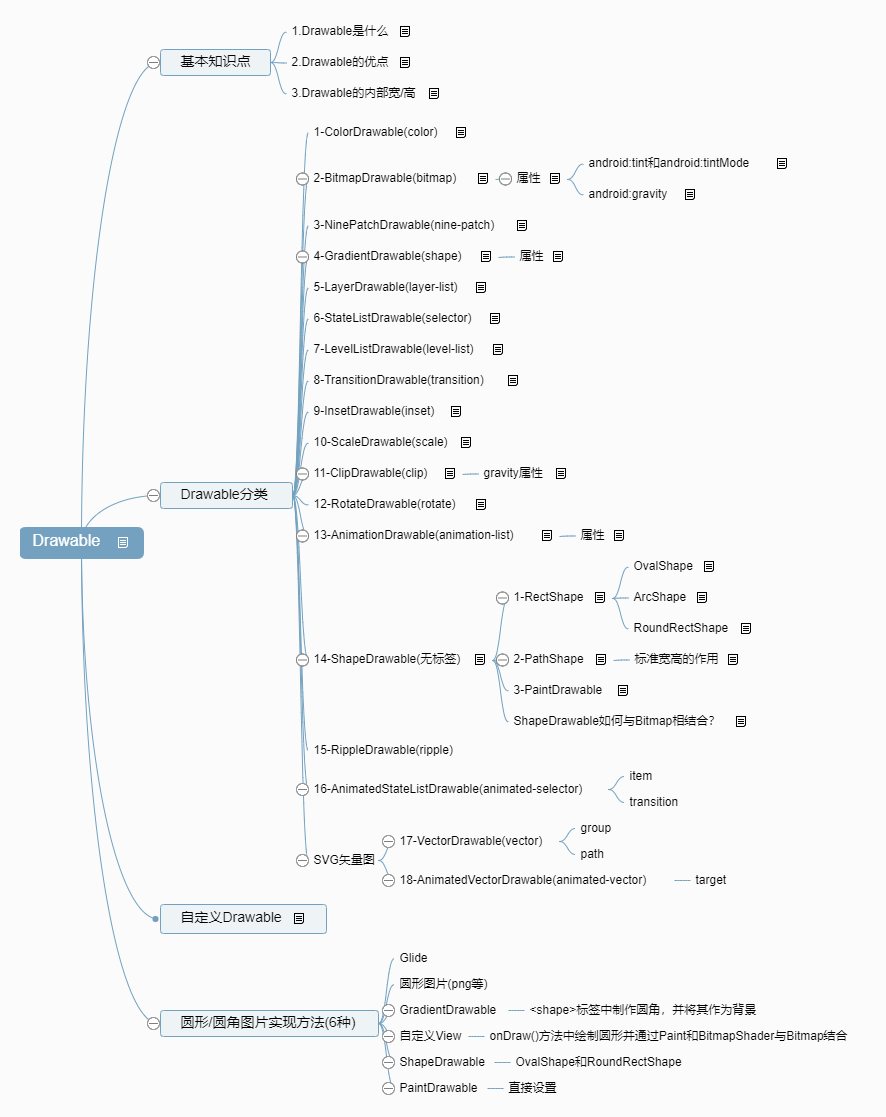 Drawable
基本知识点
1.Drawable是什么
2.Drawable的优点
3.Drawable的内部宽/高
Drawable分类
1-ColorDrawable(color)
2-BitmapDrawable(bitmap)
属性
android:tint和android:tintMode
android:gravity
3-NinePatchDrawable(nine-patch)
4-GradientDrawable(shape)
属性
5-LayerDrawable(layer-list)
6-StateListDrawable(selector)
7-LevelListDrawable(level-list)
8-TransitionDrawable(transition)
9-InsetDrawable(inset)
10-ScaleDrawable(scale)
11-ClipDrawable(clip)
gravity属性
12-RotateDrawable(rotate)
13-AnimationDrawable(animation-list)
属性
14-ShapeDrawable(无标签)
1-RectShape
OvalShape
ArcShape
RoundRectShape
2-PathShape
标准宽高的作用
3-PaintDrawable
ShapeDrawable如何与Bitmap相结合?
15-RippleDrawable(ripple)
16-AnimatedStateListDrawable(animated-selector)
item
transition
SVG矢量图
17-VectorDrawable(vector)
group
path
18-AnimatedVectorDrawable(animated-vector)
target
自定义Drawable
圆形/圆角图片实现方法(6种)
Glide
圆形图片(png等)
GradientDrawable
<shape>标签中制作圆角，并将其作为背景
自定义View
onDraw()方法中绘制圆形并通过Paint和BitmapShader与Bitmap结合
ShapeDrawable
OvalShape和RoundRectShape
PaintDrawable
直接设置